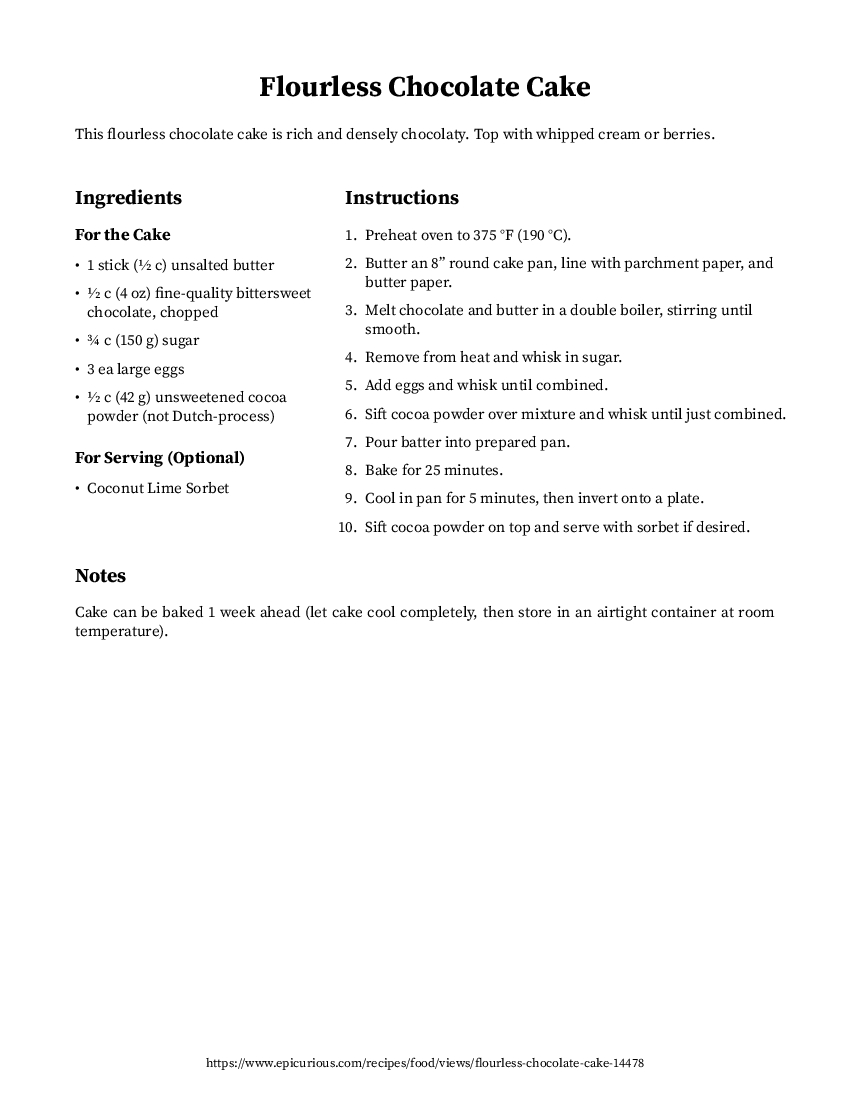 Flourless Chocolate Cake
This flourless chocolate cake is rich and densely chocolaty. Top with whipped cream or berries.
Ingredients
For the Cake
• 1 stick (½ c) unsalted butter
• ½ c (4 oz) fine-quality bittersweet
chocolate, chopped
• ¾ c (150 g) sugar
• 3 ea large eggs
• ½ c (42 g) unsweetened cocoa
powder (not Dutch-process)
For Serving (Optional)
• Coconut Lime Sorbet
Instructions
1. Preheat oven to 375 °F (190 °C).
2. Butter an 8” round cake pan, line with parchment paper, and
butter paper.
3. Melt chocolate and butter in a double boiler, stirring until
smooth.
4. Remove from heat and whisk in sugar.
5. Add eggs and whisk until combined.
6. Sift cocoa powder over mixture and whisk until just combined.
7. Pour batter into prepared pan.
8. Bake for 25 minutes.
9. Cool in pan for 5 minutes, then invert onto a plate.
10. Sift cocoa powder on top and serve with sorbet if desired.
Notes
Cake can be baked 1 week ahead (let cake cool completely, then store in an airtight container at room
temperature).
https://www.epicurious.com/recipes/food/views/flourless-chocolate-cake-14478